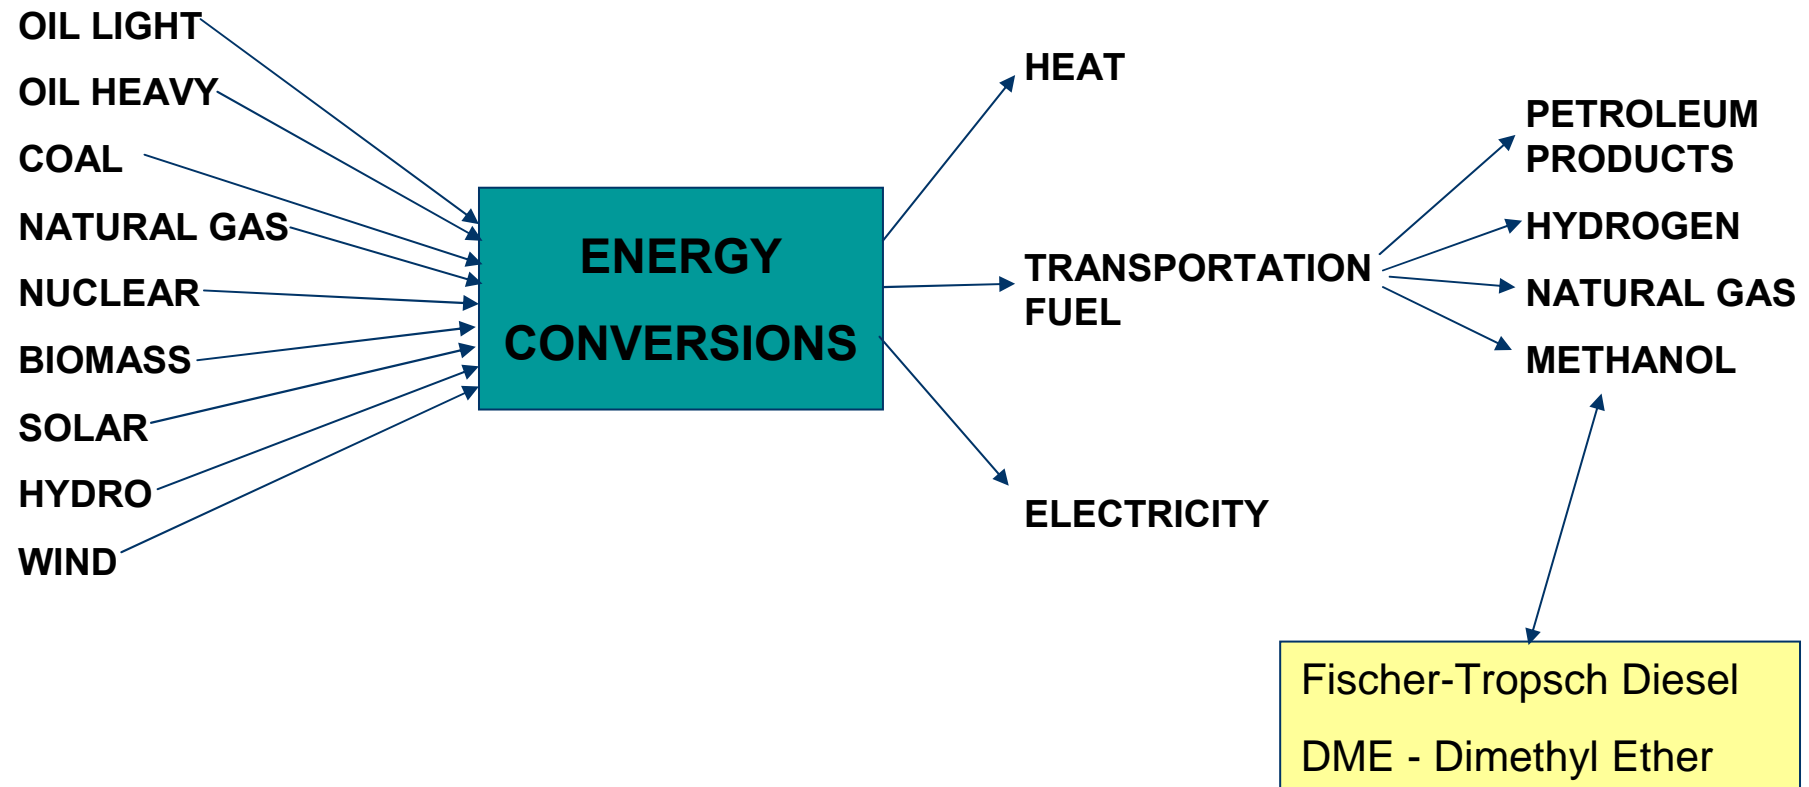 OIL LIGHT
OIL HEAVY
COAL
NATURAL GAS
NUCLEAR
BIOMASS
SOLAR
HYDRO
WIND
ENERGY
CONVERSIONS
HEAT
TRANSPORTATION
FUEL
ELECTRICITY
PETROLEUM
PRODUCTS
HYDROGEN
NATURAL GAS
METHANOL
Fischer-Tropsch Diesel
DME - Dimethyl Ether